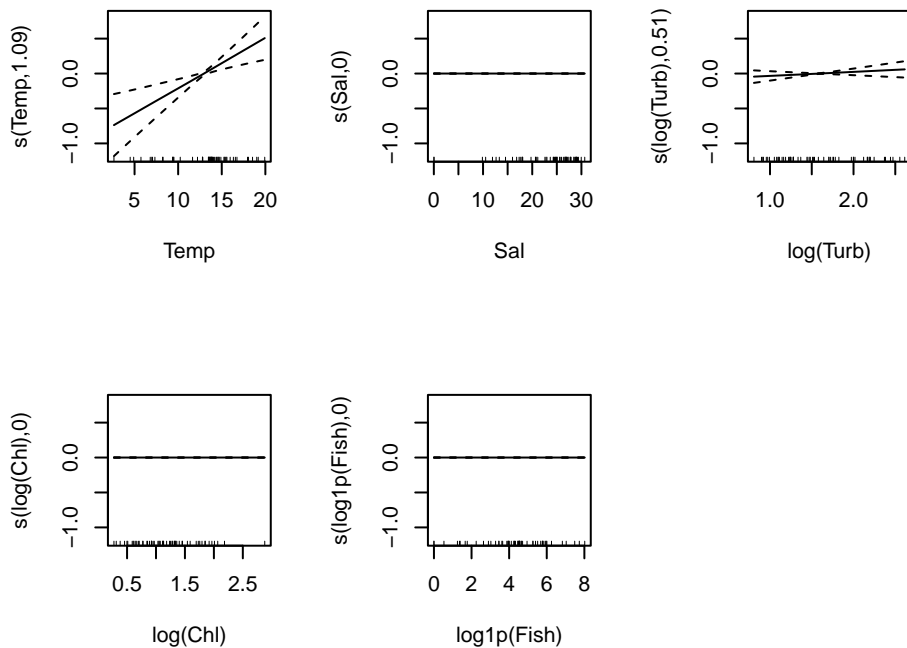 s(Temp,1.09)
−1.0
0.0
5
10
15
20
Temp
s(Sal,0)
−1.0
0.0
0
10
20
30
Sal
s(log(Turb),0.51)
−1.0
0.0
1.0
2.0
log(Turb)
s(log(Chl),0)
−1.0
0.0
0.5
1.5
2.5
log(Chl)
s(log1p(Fish),0)
−1.0
0.0
0
2
4
6
8
log1p(Fish)